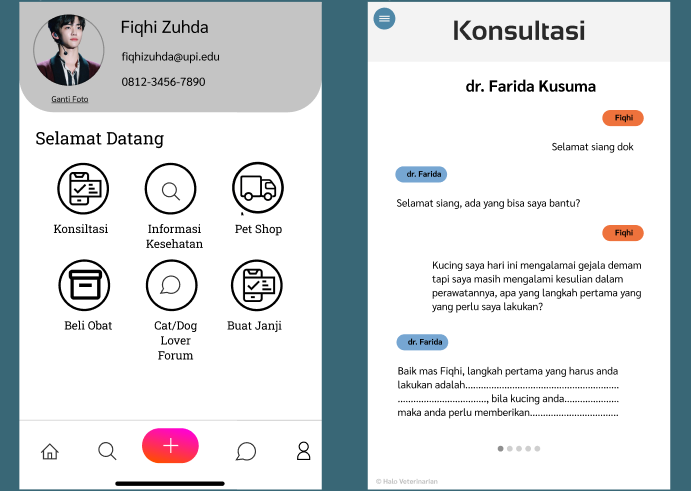 Fiqhi Zuhda
fiqhizuhda@upi.edu
0812-3456-7890
Ganti Foto
Selamat Datang
Konsiltasi
Informasi
Kesehatan
Pet Shop
Beli Obat
Cat/Dog
Lover
Forum
Buat Janji
Konsultasi
dr. Farida Kusuma
Fiqhi
Selamat siang dok
dr. Farida
Selamat siang, ada yang bisa saya bantu?
Fiqhi
Kucing saya hari ini mengalamai gejala demam
tapi saya masih mengalami kesulian dalam
perawatannya, apa yang langkah pertama yang
yang perlu saya lakukan?
dr. Farida
Baik mas Fiqhi, langkah pertama yang harus anda
lakukan adalah........................................................
................................, bila kucing anda....................
maka anda perlu memberikan................................
© Halo Veterinarian